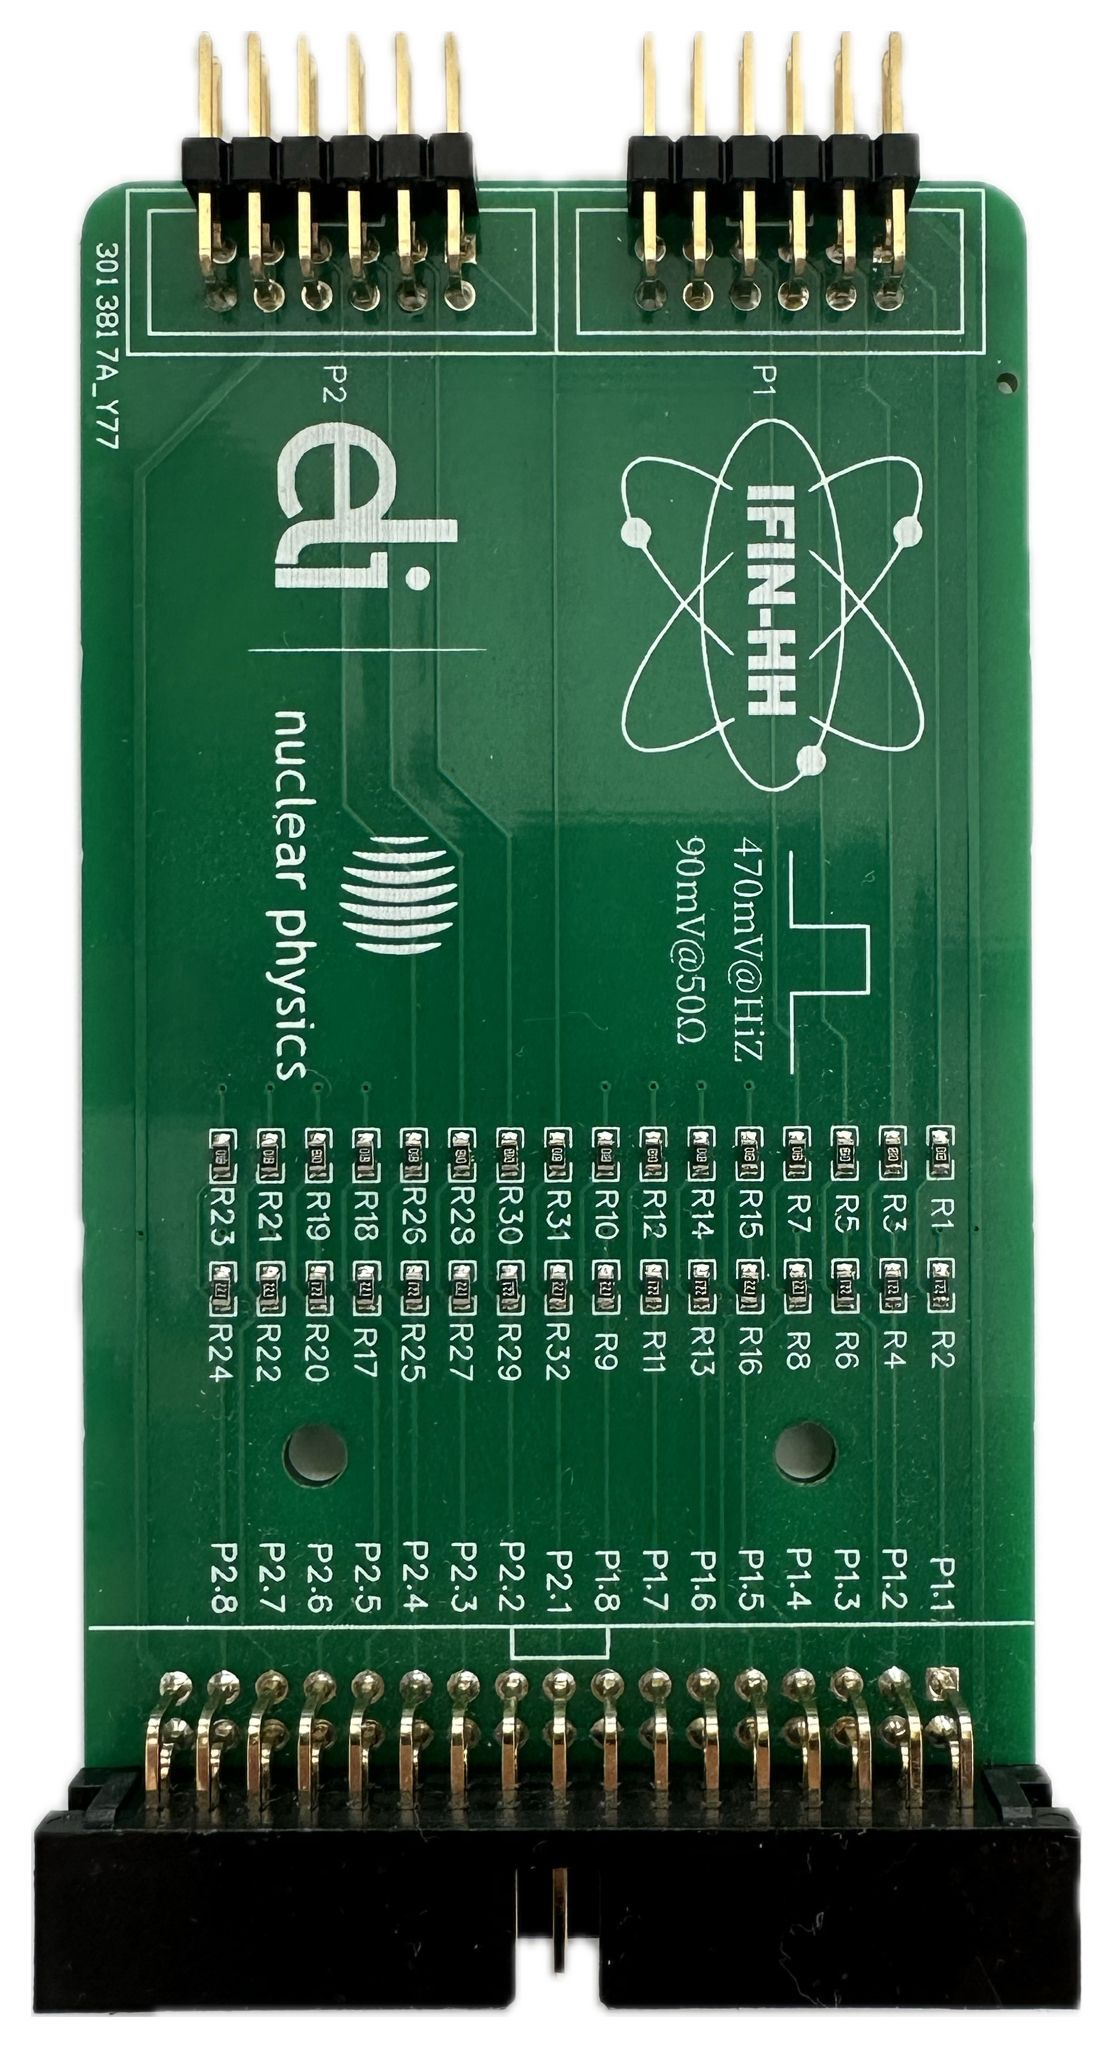 301 381 7A_Y77
P2
P1
eli
nuclear physics
IFIN-HH
470mV@HiZ
90mV@50Ω
R23 R21 R19 R18 R26 R28 R30 R31 R10 R12 R14 R15 R7 R5 R3 R1
R24 R22 R20 R17 R25 R27 R29 R32 R9 R11 R13 R16 R8 R6 R4 R2
P2.8 P2.7 P2.6 P2.5 P2.4 P2.3 P2.2 P2.1 P1.8 P1.7 P1.6 P1.5 P1.4 P1.3 P1.2 P1.1